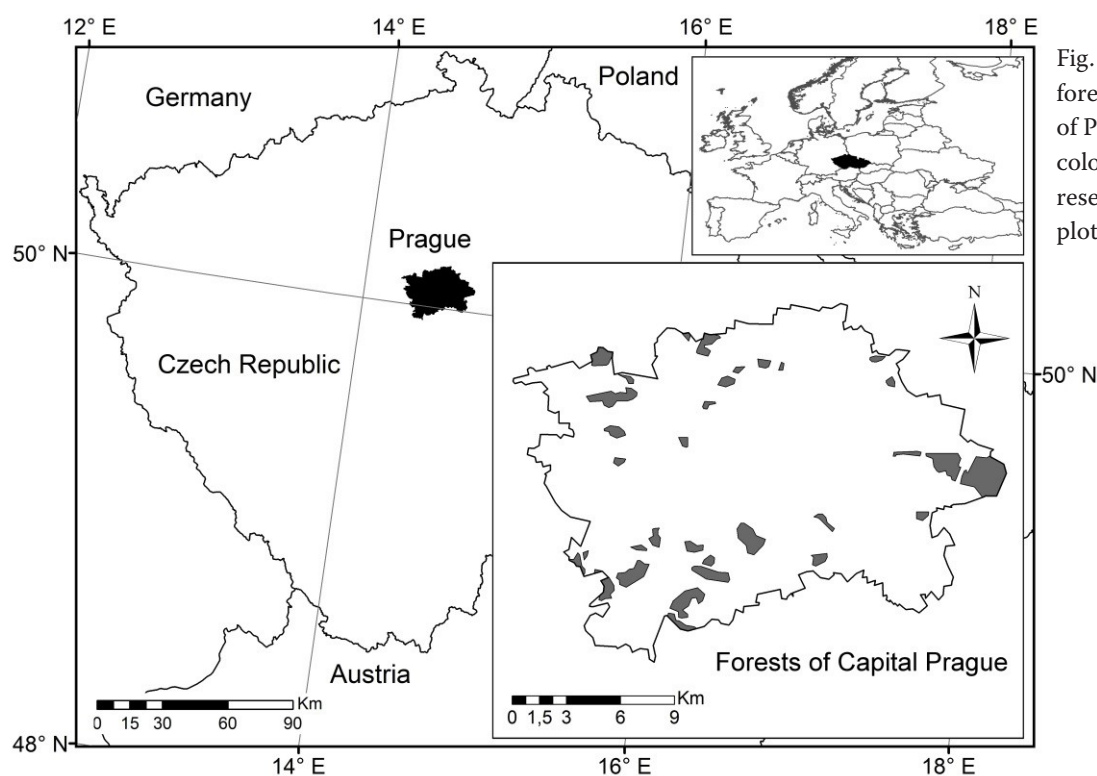 12° E
14° E
16° E
18° E
Germany
Poland
Prague
50° N
Czech Republic
Austria
Km
0 15 30 60 90
48° N
14° E
16° E
18° E
50° N
N
Forests of Capital Prague
Km
0 1,5 3 6 9
Fig.
fore
of P
colo
rese
plot